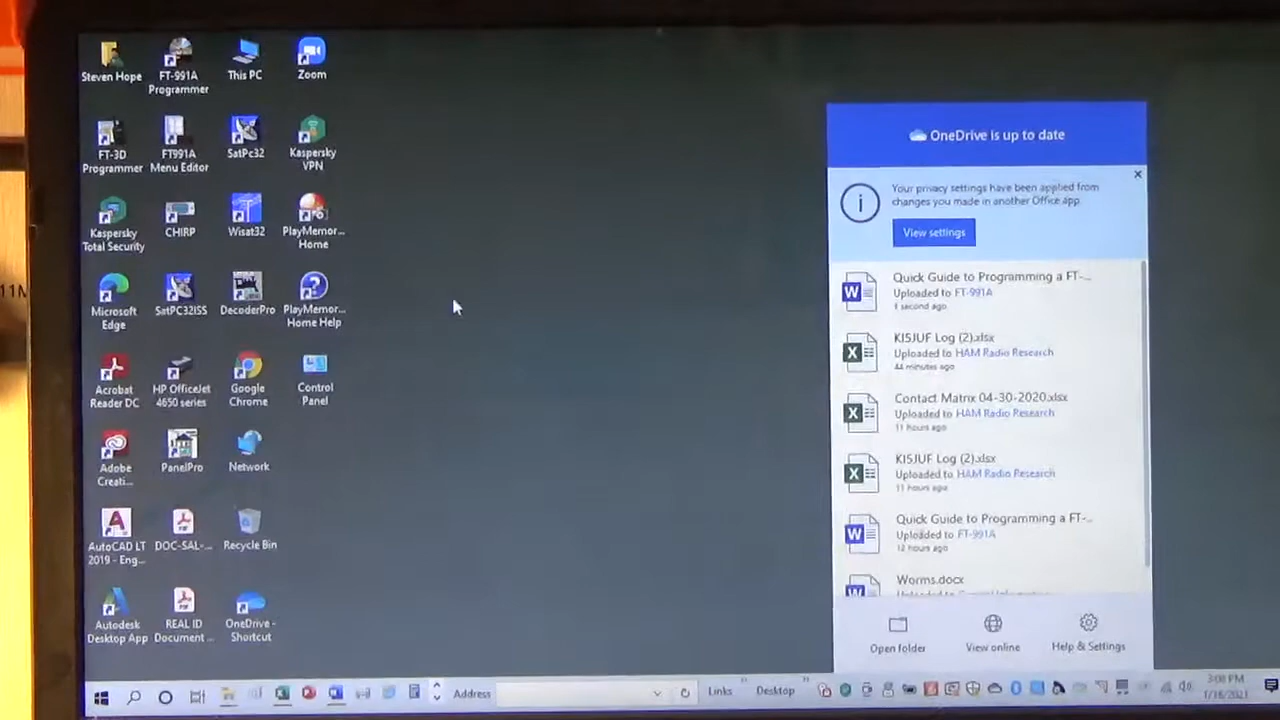 Steven Hope
FT-991A
Programmer
This PC
Zoom
FT-3D
Programmer
FT991A
Menu Editor
SatPc32
Kaspersky
VPN
Kaspersky
Total Security
CHIRP
Wisat32
PlayMemor...
Home
Microsoft
Edge
SatPC32ISS
DecoderPro
PlayMemor...
Home Help
Acrobat
Reader DC
HP OfficeJet
4650 series
Google
Chrome
Control
Panel
Adobe
Creati...
PanelPro
Network
AutoCAD LT
2019 - Eng...
DOC-SAL-...
Recycle Bin
Autodesk
Desktop App
REAL ID
Document ...
OneDrive -
Shortcut
OneDrive is up to date
Your privacy settings have been applied from
changes you made in another Office app.
View settings
Quick Guide to Programming a FT-...
Uploaded to FT-991A
1 second ago
KI5JUF Log (2).xlsx
Uploaded to HAM Radio Research
44 minutes ago
Contact Matrix 04-30-2020.xlsx
Uploaded to HAM Radio Research
11 hours ago
KI5JUF Log (2).xlsx
Uploaded to HAM Radio Research
11 hours ago
Quick Guide to Programming a FT-...
Uploaded to FT-991A
12 hours ago
Worms.docx
Open folder
View online
Help & Settings
Address
Links
Desktop
3:08 PM
1/16/2021